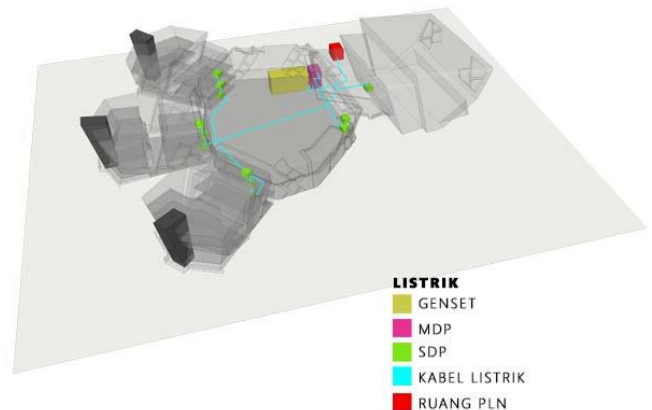 LISTRIK
GENSET
MDP
SDP
KABEL LISTRIK
RUANG PLN